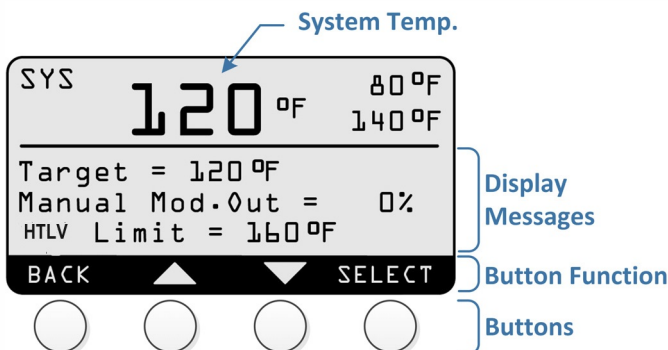 System Temp.
SYS 120 °F 80°F
140°F
Target = 120°F
Manual Mod.Out = 0%
HTLV Limit = 160°F
Display
Messages
BACK SELECT
Button Function
Buttons